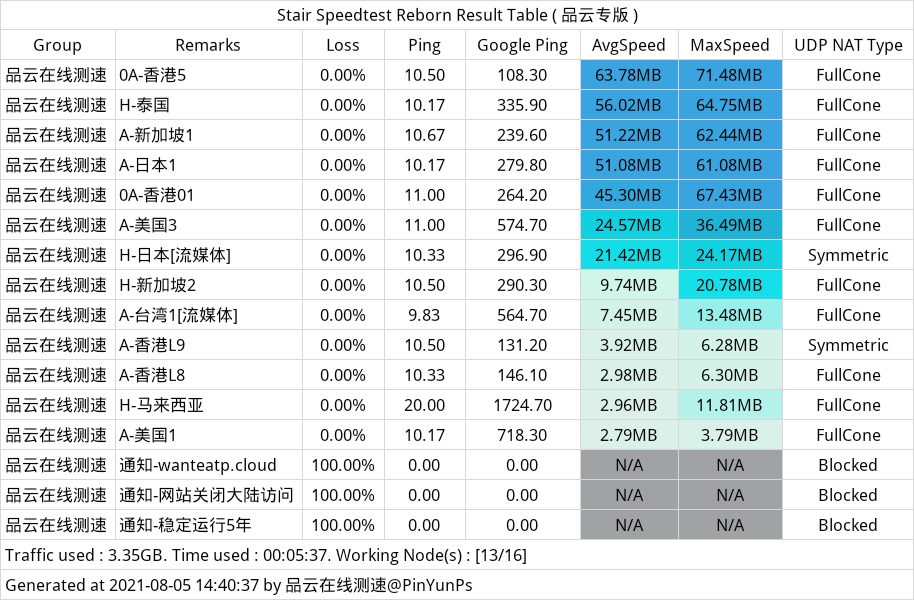 Stair Speedtest Reborn Result Table ( 品云专版 )
Group Remarks Loss Ping Google Ping AvgSpeed MaxSpeed UDP NAT Type
品云在线测速 0A-香港5 0.00% 10.50 108.30 63.78MB 71.48MB FullCone
品云在线测速 H-泰国 0.00% 10.17 335.90 56.02MB 64.75MB FullCone
品云在线测速 A-新加坡1 0.00% 10.67 239.60 51.22MB 62.44MB FullCone
品云在线测速 A-日本1 0.00% 10.17 279.80 51.08MB 61.08MB FullCone
品云在线测速 0A-香港01 0.00% 11.00 264.20 45.30MB 67.43MB FullCone
品云在线测速 A-美国3 0.00% 11.00 574.70 24.57MB 36.49MB FullCone
品云在线测速 H-日本[流媒体] 0.00% 10.33 296.90 21.42MB 24.17MB Symmetric
品云在线测速 H-新加坡2 0.00% 10.50 290.30 9.74MB 20.78MB FullCone
品云在线测速 A-台湾1[流媒体] 0.00% 9.83 564.70 7.45MB 13.48MB FullCone
品云在线测速 A-香港L9 0.00% 10.50 131.20 3.92MB 6.28MB Symmetric
品云在线测速 A-香港L8 0.00% 10.33 146.10 2.98MB 6.30MB FullCone
品云在线测速 H-马来西亚 0.00% 20.00 1724.70 2.96MB 11.81MB FullCone
品云在线测速 A-美国1 0.00% 10.17 718.30 2.79MB 3.79MB FullCone
品云在线测速 通知-wanteatp.cloud 100.00% 0.00 0.00 N/A N/A Blocked
品云在线测速 通知-网站关闭大陆访问 100.00% 0.00 0.00 N/A N/A Blocked
品云在线测速 通知-稳定运行5年 100.00% 0.00 0.00 N/A N/A Blocked
Traffic used : 3.35GB. Time used : 00:05:37. Working Node(s) : [13/16]
Generated at 2021-08-05 14:40:37 by 品云在线测速@PinYunPs